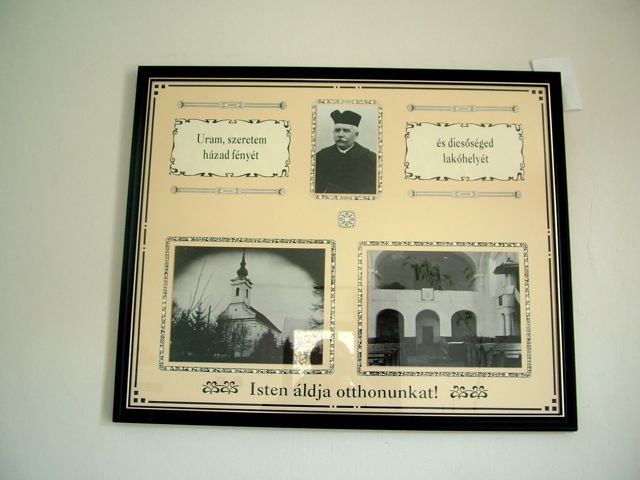 Uram, szeretem
házad fényét
és dicsőséged
lakóhelyét
Isten áldja otthonunkat!